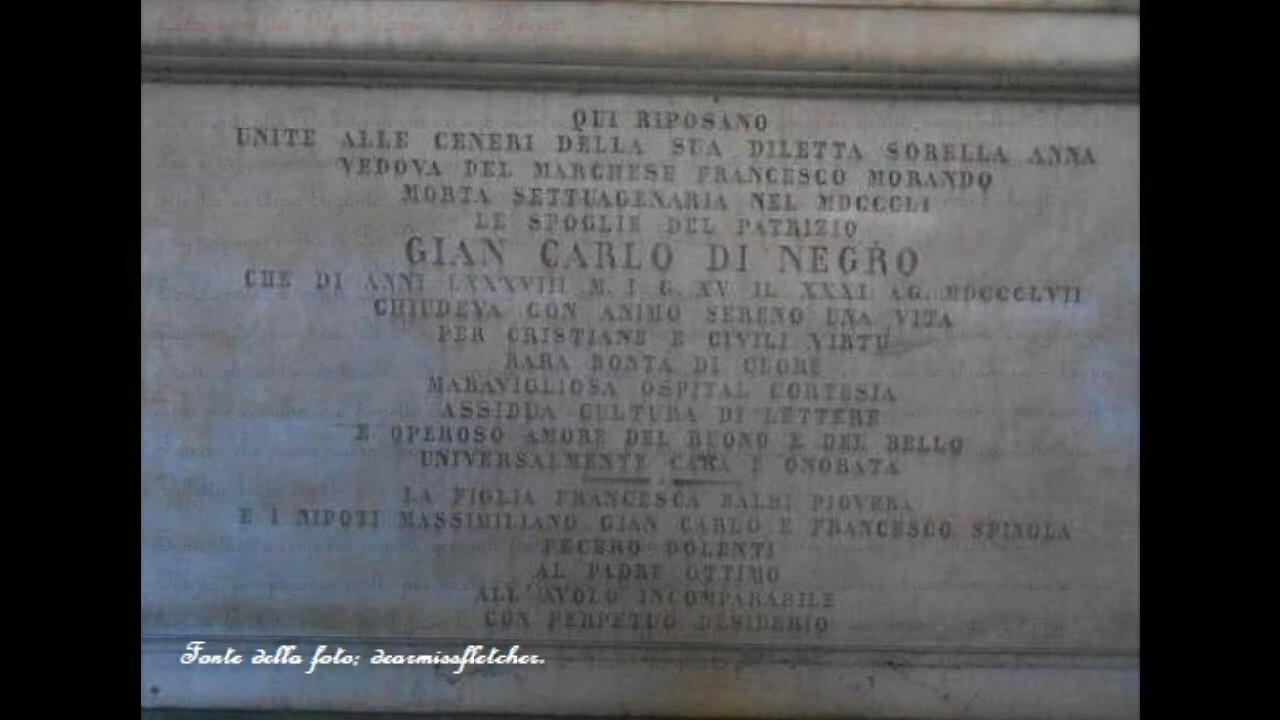 QUI RIPOSANO
UNITE ALLE CENERI DELLA SUA DILETTA SORELLA ANNA
VEDOVA DEL MARCHESE FRANCESCO MORANDO
MORTA SETTUAGENARIA NEL MDCCCLI
LE SPOGLIE DEL PATRIZIO
GIAN CARLO DI NEGRO
CHE DI ANNI LXXXVIII M. I G. XV IL XXXI AG. MDCCCLVII
CHIUDEVA CON ANIMO SERENO UNA VITA
PER CRISTIANE E CIVILI VIRTÙ
RARA BONTÀ DI CUORE
MARAVIGLIOSA OSPITAL CORTESIA
ASSIDUA CULTURA DI LETTERE
E OPEROSO AMORE DEL BUONO E DEL BELLO
UNIVERSALMENTE CARA E ONORATA
LA FIGLIA FRANCESCA BALBI PIOVERA
E I NIPOTI MASSIMILIANO GIAN CARLO E FRANCESCO SPINOLA
FECERO DOLENTI
AL PADRE OTTIMO
ALL'AVOLO INCOMPARABILE
CON PERPETUO DESIDERIO
Fonte della foto: dearmissfletcher.